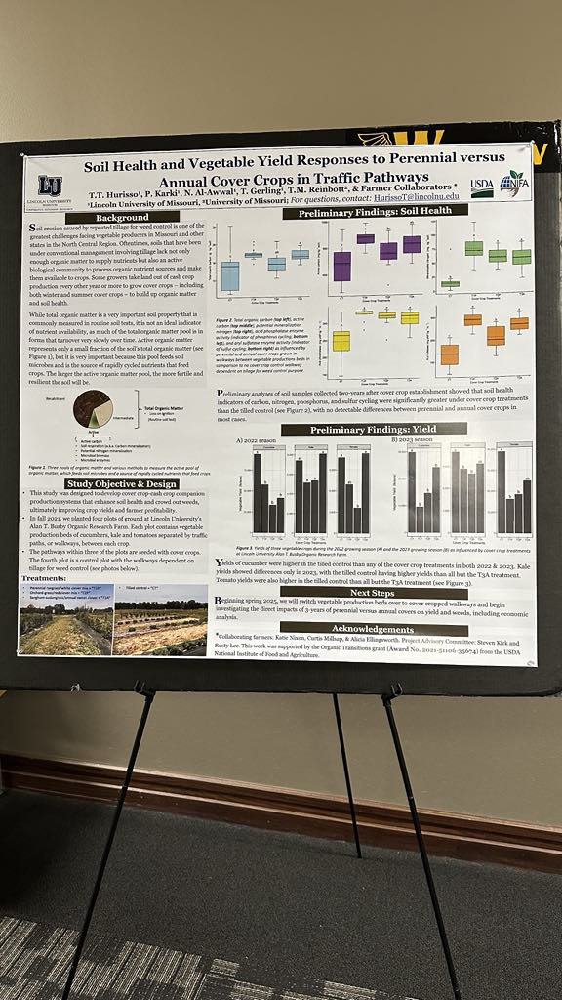 Soil Health and Vegetable Yield Responses to Perennial versus
Annual Cover Crops in Traffic Pathways
T.T. Hurisso¹, P. Karki¹, N. Al-Awwal¹, T. Gerling¹, T.M. Reinbott², & Farmer Collaborators *
¹Lincoln University of Missouri, ²University of Missouri; For questions, contact: HurissoT@lincolnu.edu
LU
LINCOLN UNIVERSITY
USDA
NIFA
Background
Soil erosion caused by repeated tillage for weed control is one of the
greatest challenges facing vegetable producers in Missouri and other
states in the North Central Region. Oftentimes, soils that have been
under conventional management involving tillage lack not only
enough organic matter to supply nutrients but also an active
biological community to process organic nutrient sources and make
them available to crops. Some growers take land out of cash crop
production every other year or more to grow cover crops – including
both winter and summer cover crops – to build up organic matter
and soil health.
While total organic matter is a very important soil property that is
commonly measured in routine soil tests, it is not an ideal indicator
of nutrient availability, as much of the total organic matter pool is in
forms that turnover very slowly over time. Active organic matter
represents only a small fraction of the soil's total organic matter (see
Figure 1), but it is very important because this pool feeds soil
microbes and is the source of rapidly cycled nutrients that feed
crops. The larger the active organic matter pool, the more fertile and
resilient the soil will be.
Recalcitrant
Intermediate
Active
Total Organic Matter
• Loss on Ignition
(Routine soil test)
• Active carbon
• Soil respiration (a.k.a. Carbon mineralization)
• Potential nitrogen mineralization
• Microbial biomass
• Microbial enzymes
Figure 1. Three pools of organic matter and various methods to measure the active pool of
organic matter, which feeds soil microbes and a source of rapidly cycled nutrients that feed crops.
Study Objective & Design
• This study was designed to develop cover crop-cash crop companion
production systems that enhance soil health and crowd out weeds,
ultimately improving crop yields and farmer profitability.
• In fall 2021, we planted four plots of ground at Lincoln University's
Alan T. Busby Organic Research Farm. Each plot contains vegetable
production beds of cucumbers, kale and tomatoes separated by traffic
paths, or walkways, between each crop.
• The pathways within three of the plots are seeded with cover crops.
The fourth plot is a control plot with the walkways dependent on
tillage for weed control (see photos below).
Treatments:
Tilled control = "CT"
Preliminary Findings: Soil Health
Cover Crop Treatments
Figure 2. Total organic carbon (top left), active
carbon (top middle), potential mineralization
nitrogen (top right), and phosphatase enzyme
activity (indicator of phosphorus cycling; bottom
left), and aryl sulfatase enzyme activity (indicator
of sulfur cycling; bottom right) as influenced by
perennial and annual cover crops grown in
walkways between vegetable production beds in
comparison to no cover crop control walkway
dependent on tillage for weed control purpose.
Preliminary analyses of soil samples collected two-years after cover crop establishment showed that soil health
indicators of carbon, nitrogen, phosphorus, and sulfur cycling were significantly greater under cover crop treatments
than the tilled control (see Figure 2), with no detectable differences between perennial and annual cover crops in
most cases.
Preliminary Findings: Yield
A) 2022 season
B) 2023 season
Cover Crop Treatments
Figure 3. Yields of three vegetable crops during the 2022 growing season (A) and the 2023 growing season (B) as influenced by cover crop treatments
at Lincoln University Alan T. Busby Organic Research Farm.
Yields of cucumber were higher in the tilled control than any of the cover crop treatments in both 2022 & 2023. Kale
yields showed differences only in 2023, with the tilled control having higher yields than all but the T3A treatment.
Tomato yields were also higher in the tilled control than all but the T3A treatment (see Figure 3).
Next Steps
Beginning spring 2025, we will switch vegetable production beds over to cover cropped walkways and begin
investigating the direct impacts of 3-years of perennial versus annual covers on yield and weeds, including economic
analysis.
Acknowledgements
*Collaborating farmers: Katie Nixon, Curtis Millsap, & Alicia Ellingsworth. Project Advisory Committee: Steven Kirk and
Rusty Lee. This work was supported by the Organic Transitions grant (Award No. 2021-51106-35674) from the USDA
National Institute of Food and Agriculture.